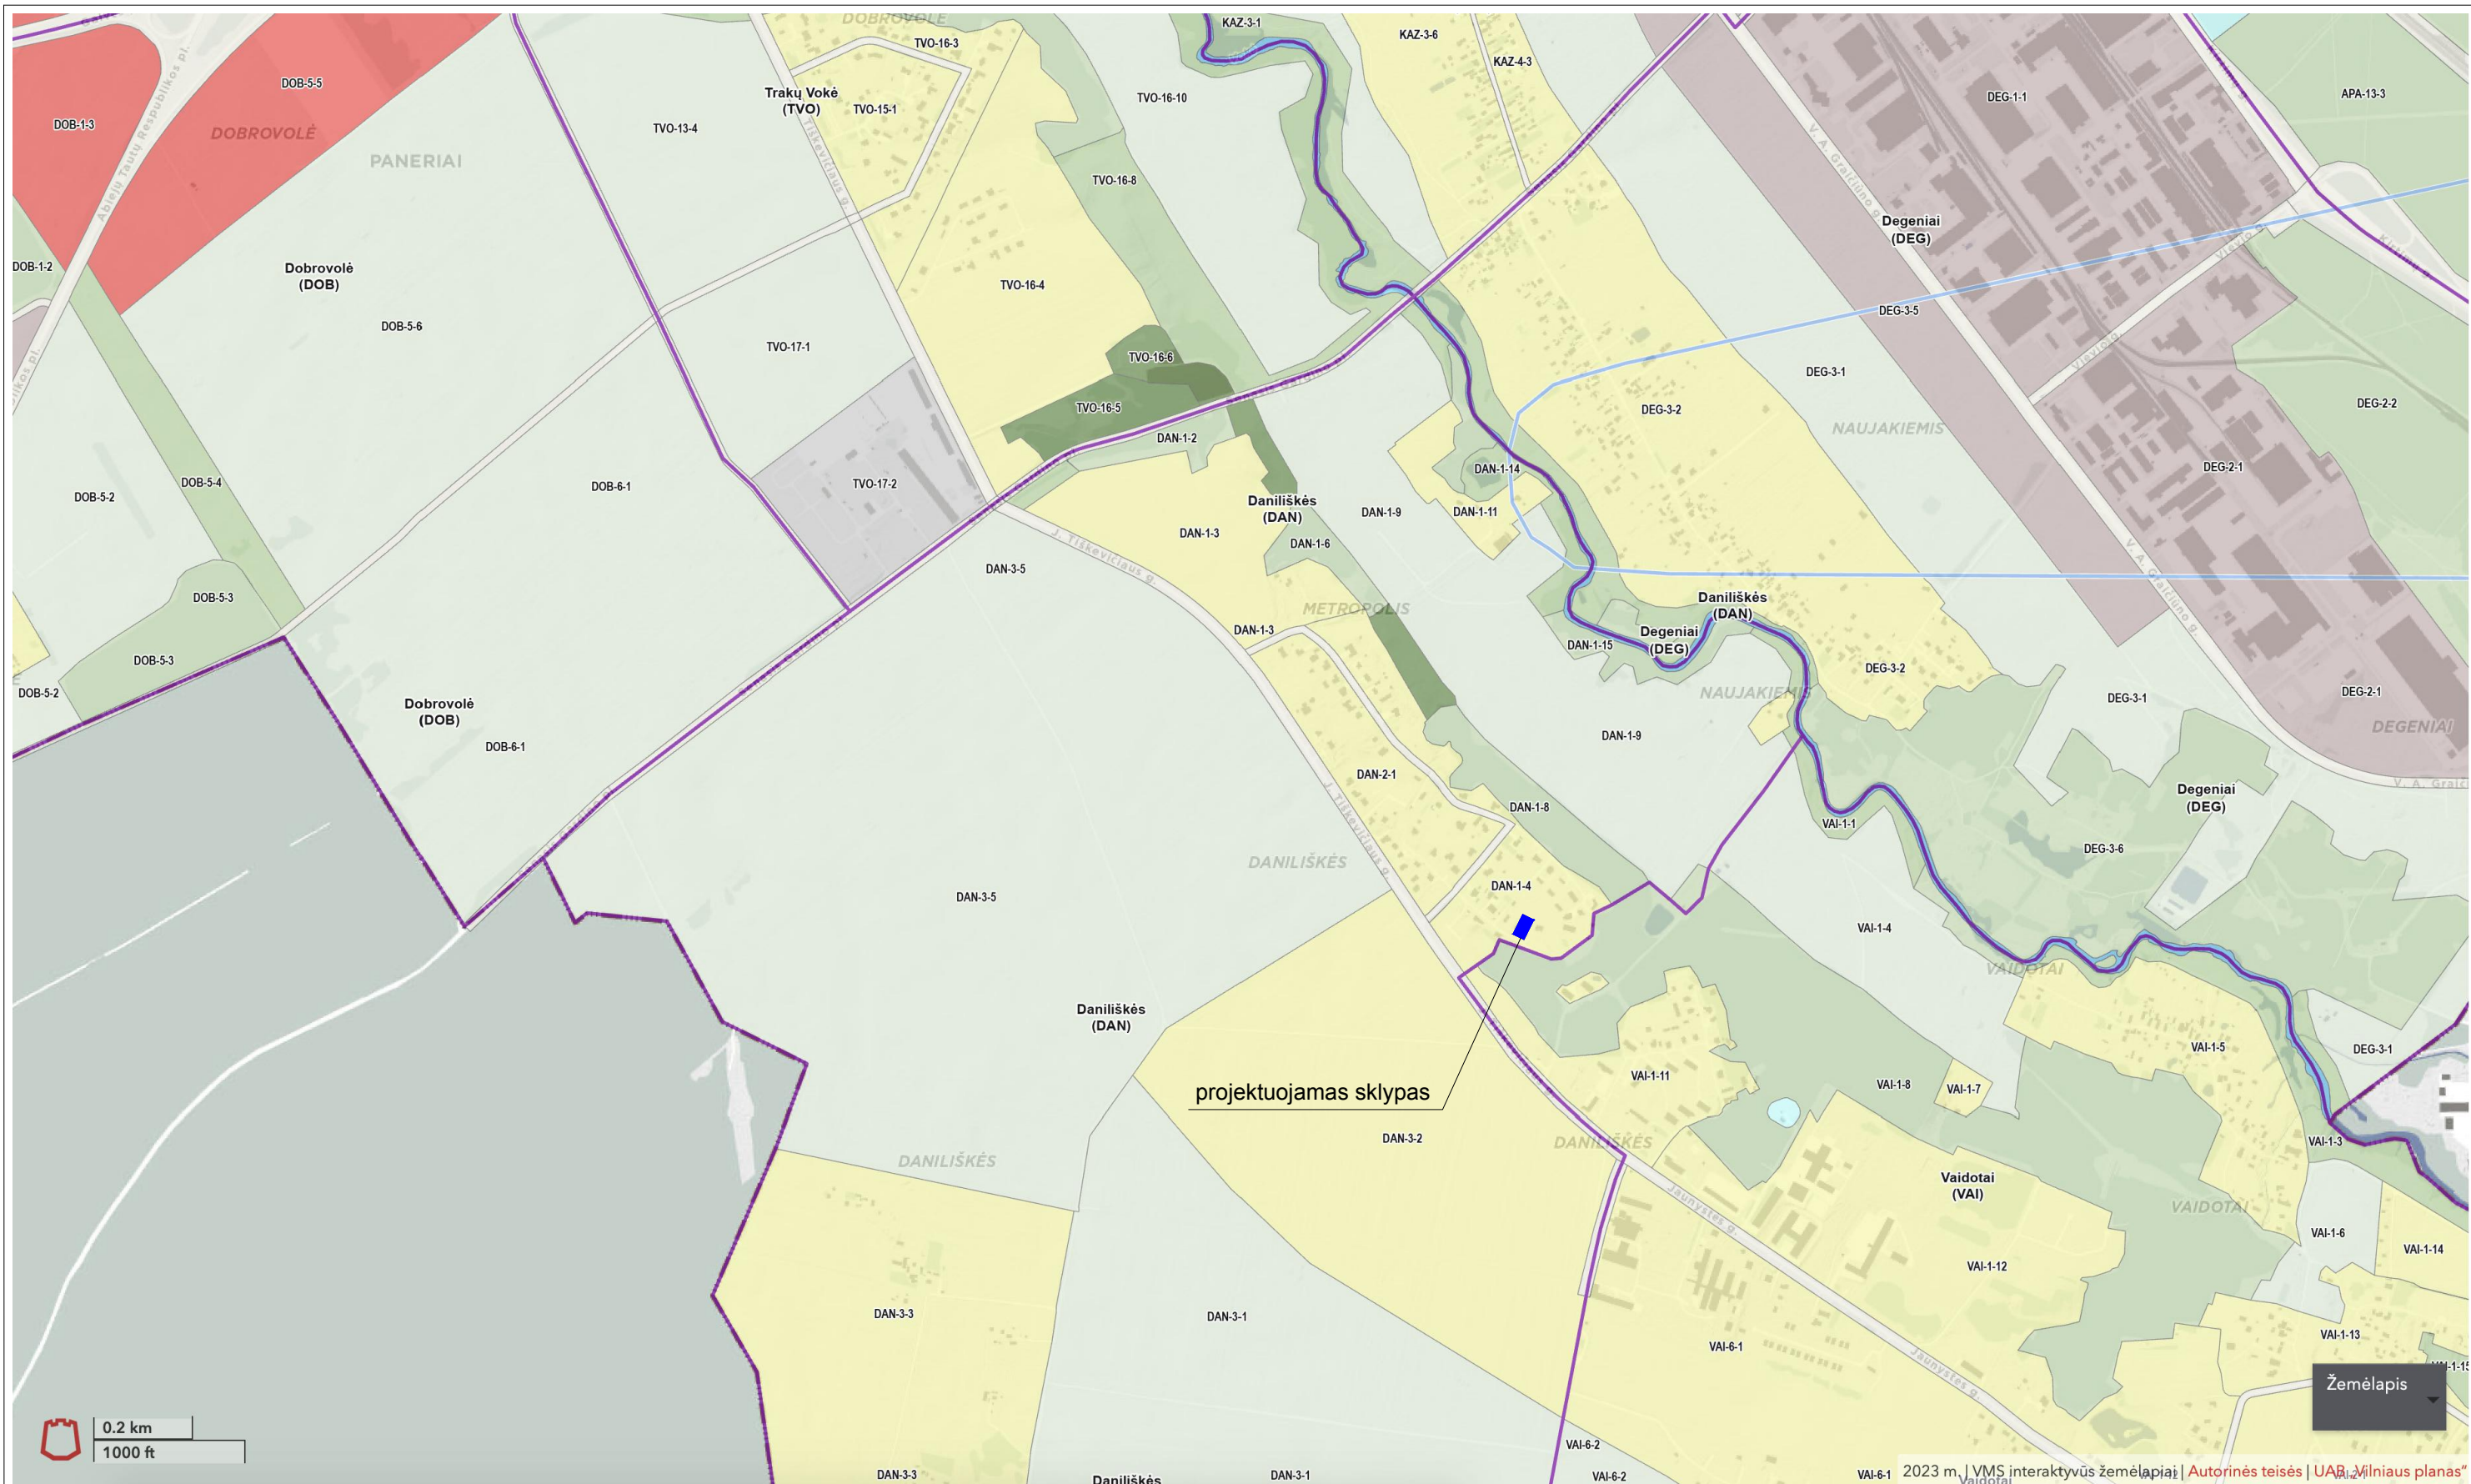 DOBROVOLĖ
KAZ-3-1
TVO-16-3
KAZ-3-6
KAZ-4-3
DOB-5-5
Trakų Vokė
(TVO)
TVO-15-1
TVO-16-10
DEG-1-1
APA-13-3
DOB-1-3
DOBROVOLĖ
TVO-13-4
PANERIAI
Abiejų Tautų Respublikos pl.
Tiškevičiaus g.
V. A. Graičiūno g.
TVO-16-8
Degeniai
(DEG)
DOB-1-2
Dobrovolė
(DOB)
TVO-16-4
DEG-3-5
DOB-5-6
TVO-17-1
TVO-16-6
DEG-3-1
TVO-16-5
DEG-3-2
DEG-2-2
DAN-1-2
NAUJAKIEMIS
DOB-5-4
DOB-6-1
TVO-17-2
DAN-1-14
DEG-2-1
DOB-5-2
Daniliškės
(DAN)
DAN-1-9
DAN-1-11
DAN-1-3
J. Tiškevičiaus g.
DAN-1-6
DAN-3-5
V. A. Graičiūno g.
DOB-5-3
METROPOLIS
Daniliškės
(DAN)
DAN-1-3
Degeniai
(DEG)
DAN-1-15
DOB-5-3
DEG-3-2
DOB-5-2
NAUJAKIEMIS
DEG-3-1
DEG-2-1
Dobrovolė
(DOB)
DEGENIAI
DOB-6-1
DAN-1-9
DAN-2-1
J. Tiškevičiaus g.
DAN-1-8
Degeniai
(DEG)
VAI-1-1
DEG-3-6
DANILIŠKĖS
DAN-1-4
DAN-3-5
VAI-1-4
VAIDOTAI
Daniliškės
(DAN)
VAI-1-5
DEG-3-1
VAI-1-11
VAI-1-8
VAI-1-7
projektuojamas sklypas
DAN-3-2
DANILIŠKĖS
VAI-1-3
DANILIŠKĖS
Vaidotai
(VAI)
Jaunystės g.
VAIDOTAI
VAI-1-6
VAI-1-14
VAI-1-12
DAN-3-3
DAN-3-1
VAI-6-1
VAI-1-13
Jaunystės g.
Žemėlapis
0.2 km
1000 ft
VAI-6-2
DAN-3-3
Daniliškės
DAN-3-1
VAI-6-2
VAI-6-1
2023 m. | VMS interaktyvūs žemėlapiai | Autorinės teisės | UAB „Vilniaus planas“